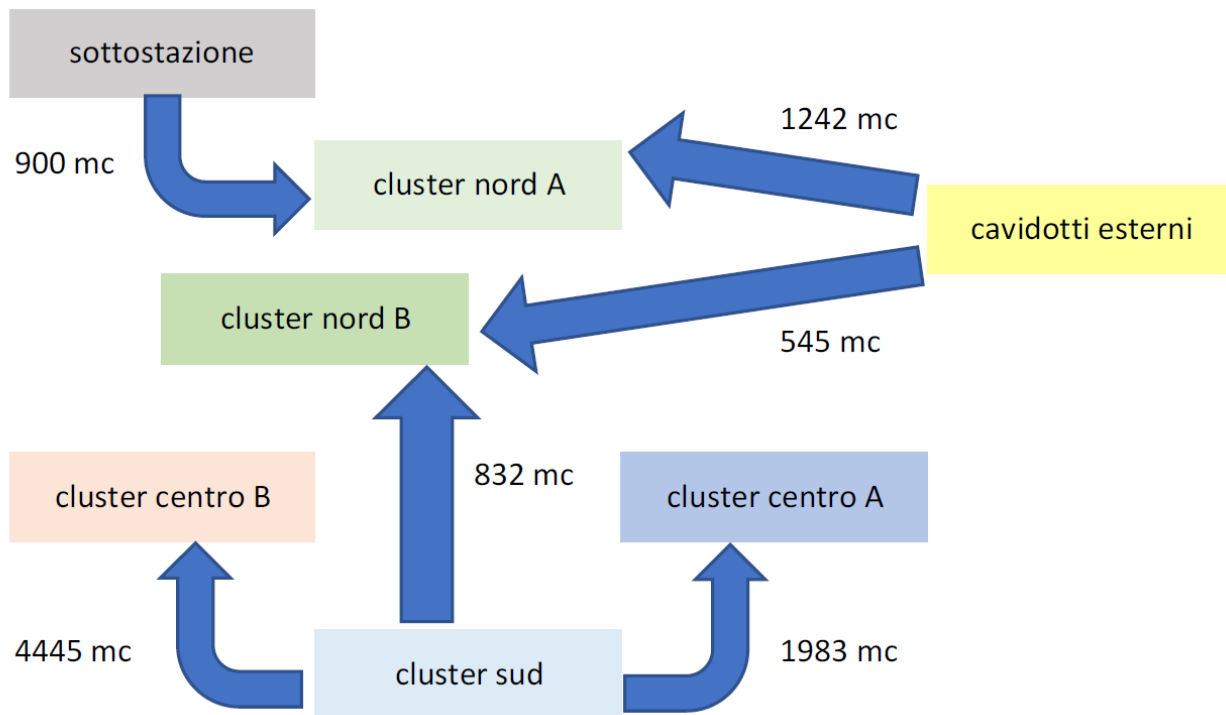 sottostazione
1242 mc
900 mc
cluster nord A
cavidotti esterni
cluster nord B
545 mc
832 mc
cluster centro B
cluster centro A
4445 mc
1983 mc
cluster sud